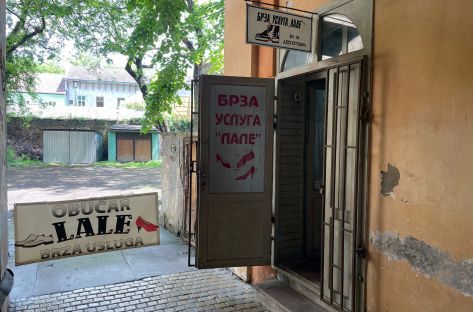 БРЗА УСЛУГА ЛАЛЕ
БРЗА
УСЛУГА
"ЛАЛЕ"
OBUĆAR
LALE
BRZA USLUGA